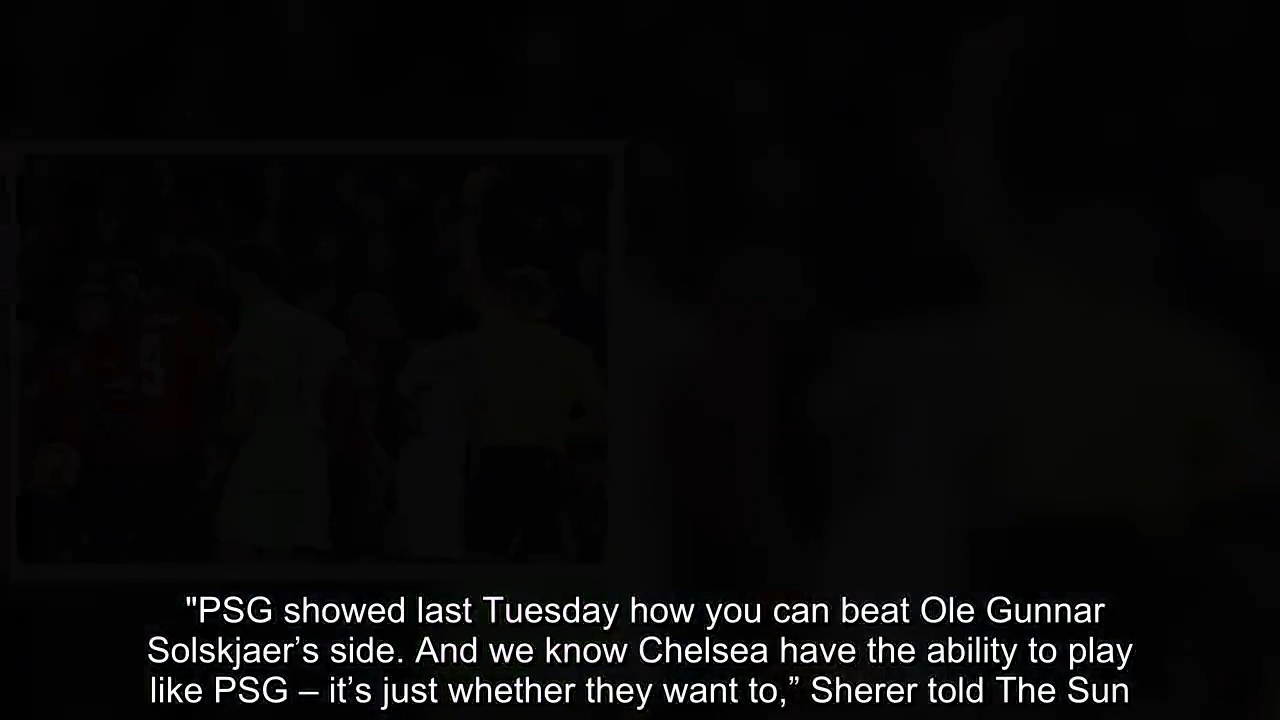 "PSG showed last Tuesday how you can beat Ole Gunnar
Solskjaer’s side. And we know Chelsea have the ability to play
like PSG – it’s just whether they want to,” Sherer told The Sun